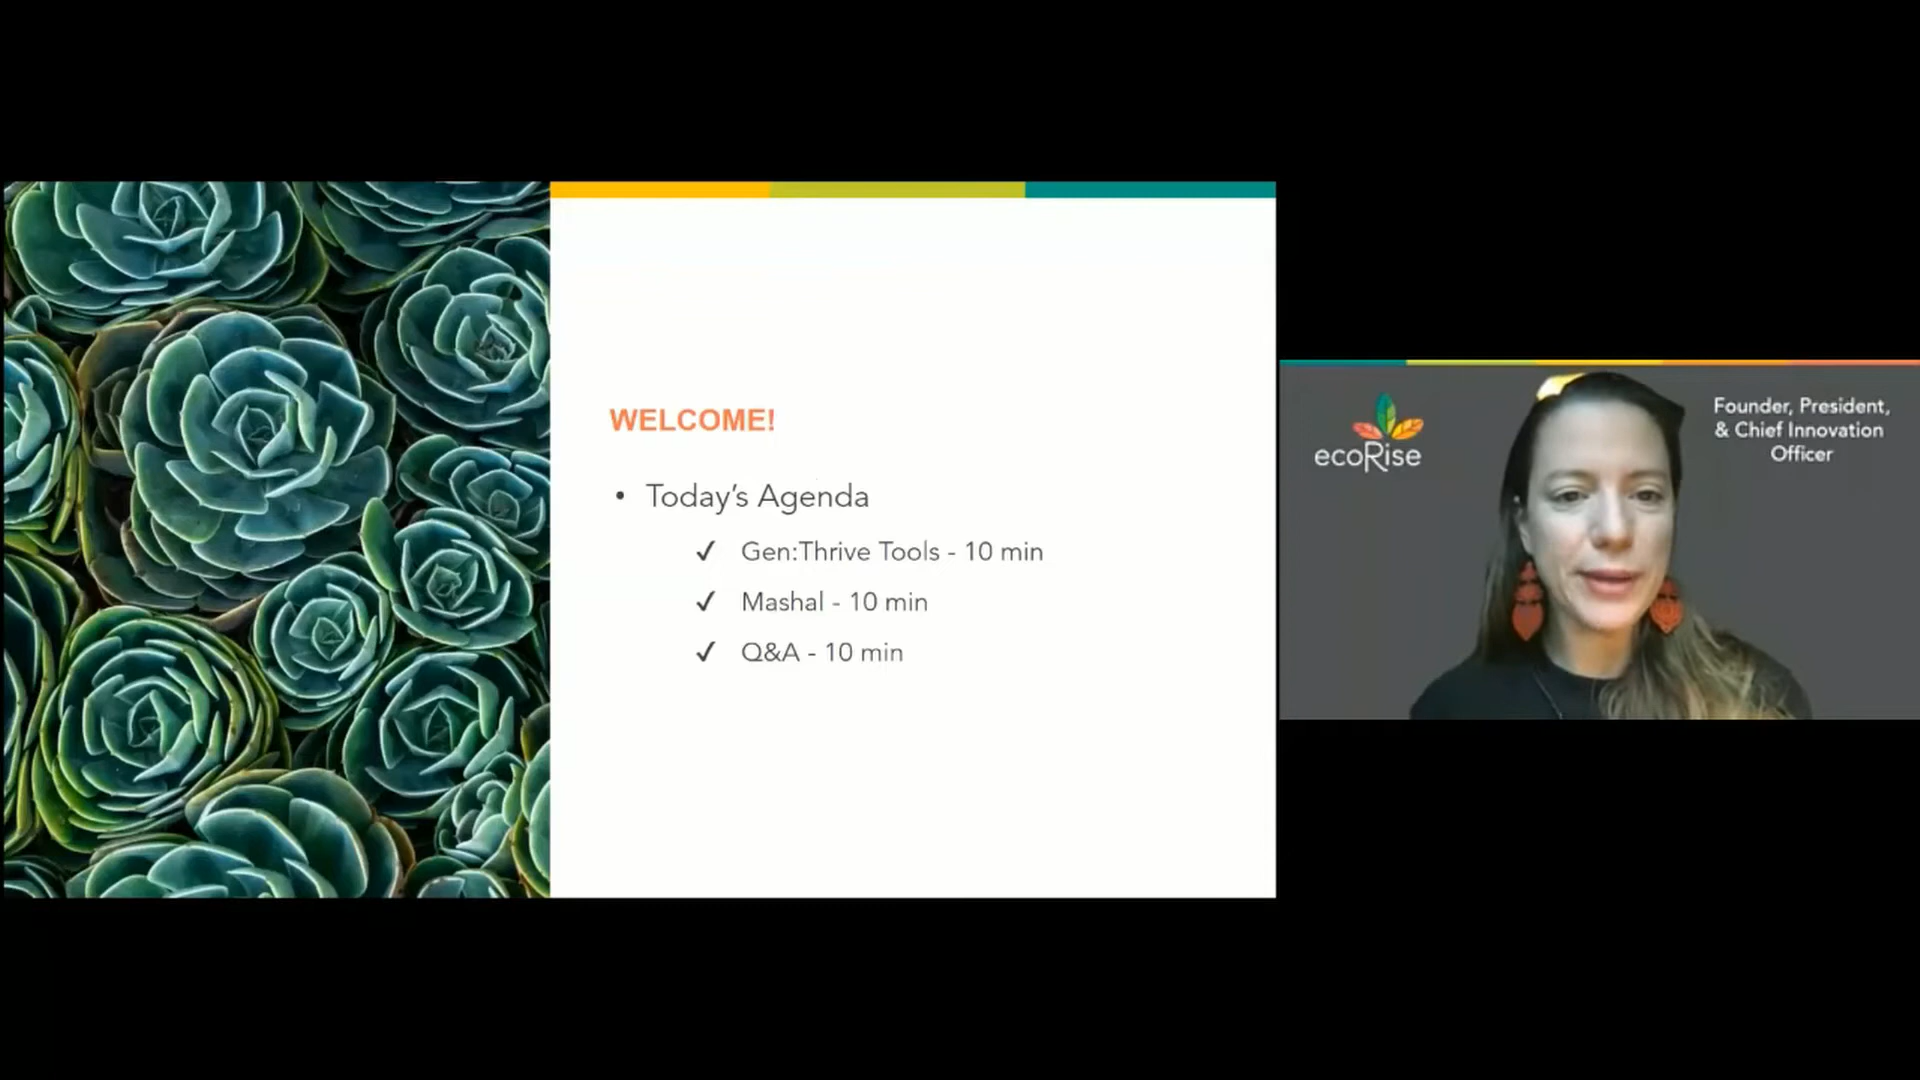 WELCOME!
• Today's Agenda
✓ Gen:Thrive Tools - 10 min
✓ Mashal - 10 min
✓ Q&A - 10 min
ecoRise
Founder, President,
& Chief Innovation
Officer